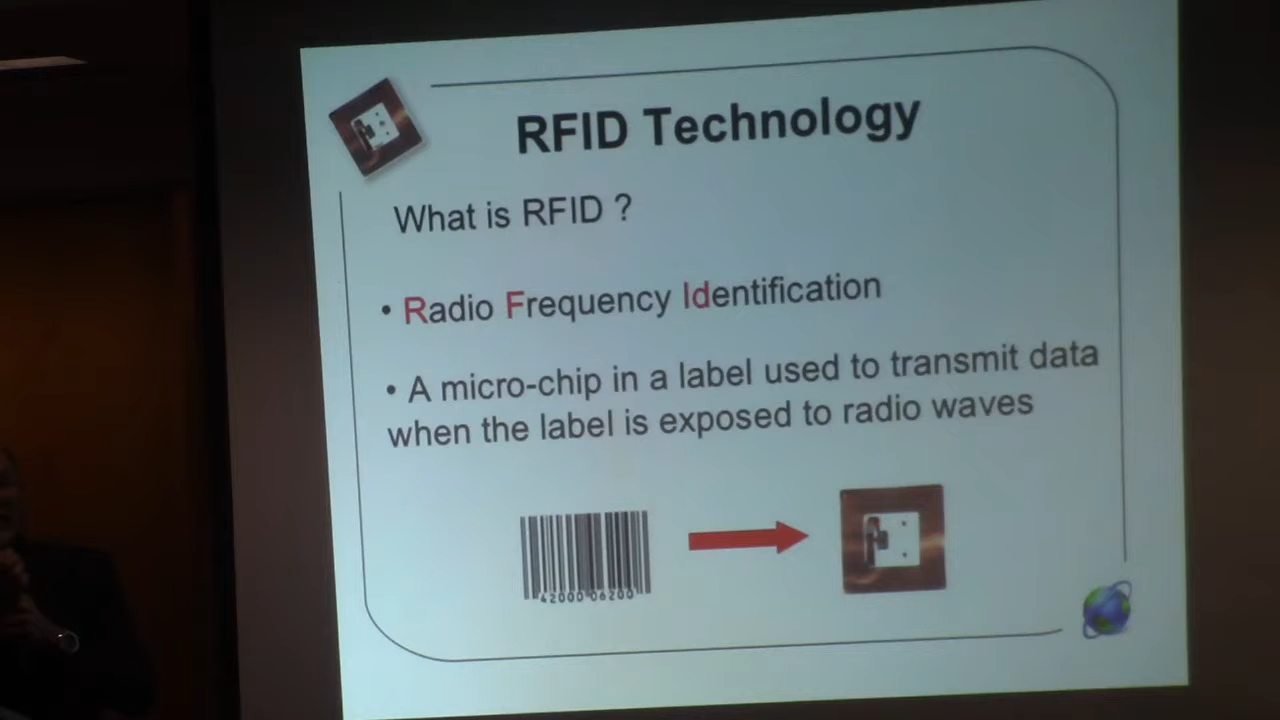 RFID Technology
What is RFID ?
• Radio Frequency Identification
• A micro-chip in a label used to transmit data
when the label is exposed to radio waves
42000 06200